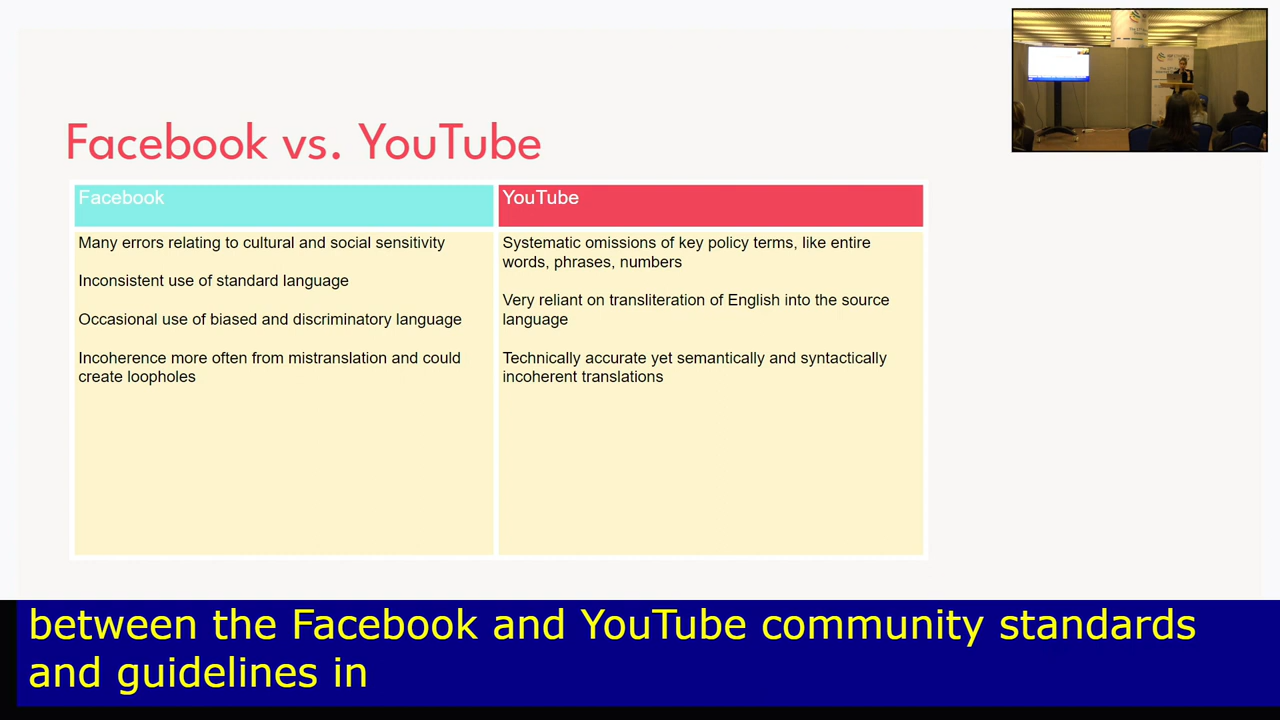 Facebook vs. YouTube
Facebook
YouTube
Many errors relating to cultural and social sensitivity
Inconsistent use of standard language
Occasional use of biased and discriminatory language
Incoherence more often from mistranslation and could
create loopholes
Systematic omissions of key policy terms, like entire
words, phrases, numbers
Very reliant on transliteration of English into the source
language
Technically accurate yet semantically and syntactically
incoherent translations
between the Facebook and YouTube community standards
and guidelines in